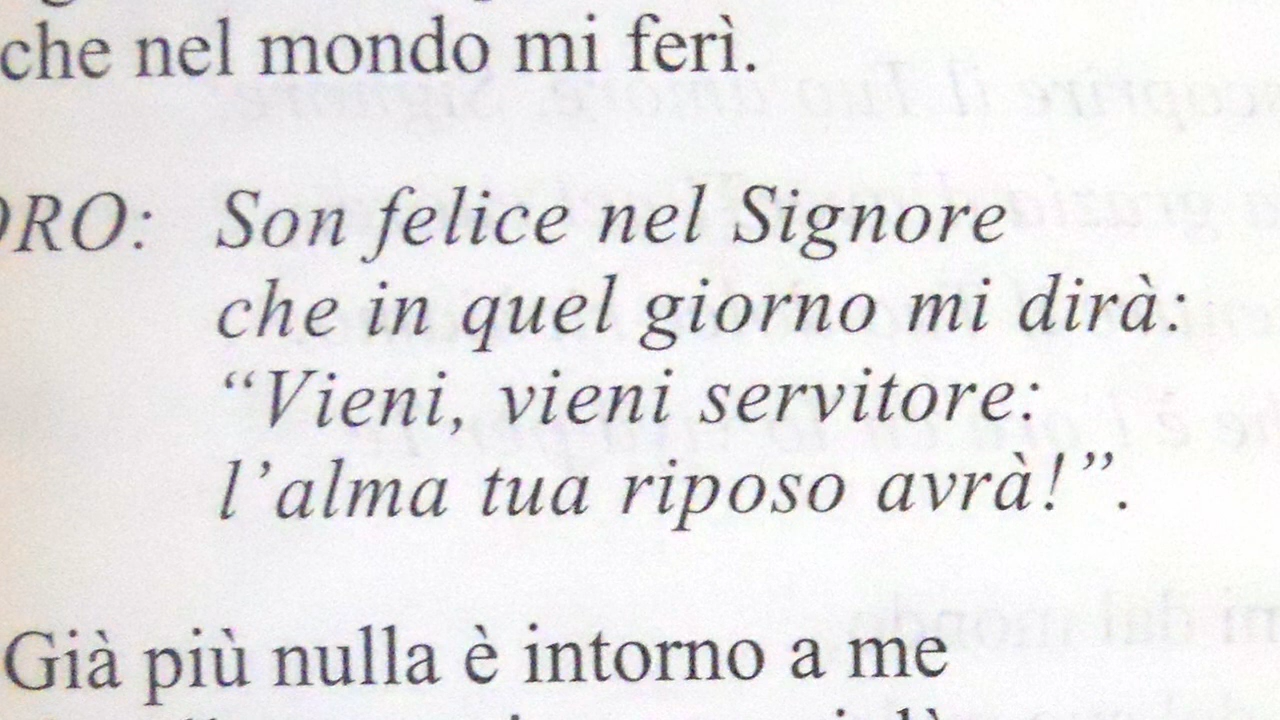 che nel mondo mi ferì.
ORO: Son felice nel Signore
che in quel giorno mi dirà:
“Vieni, vieni servitore:
l’alma tua riposo avrà!”.
Già più nulla è intorno a me